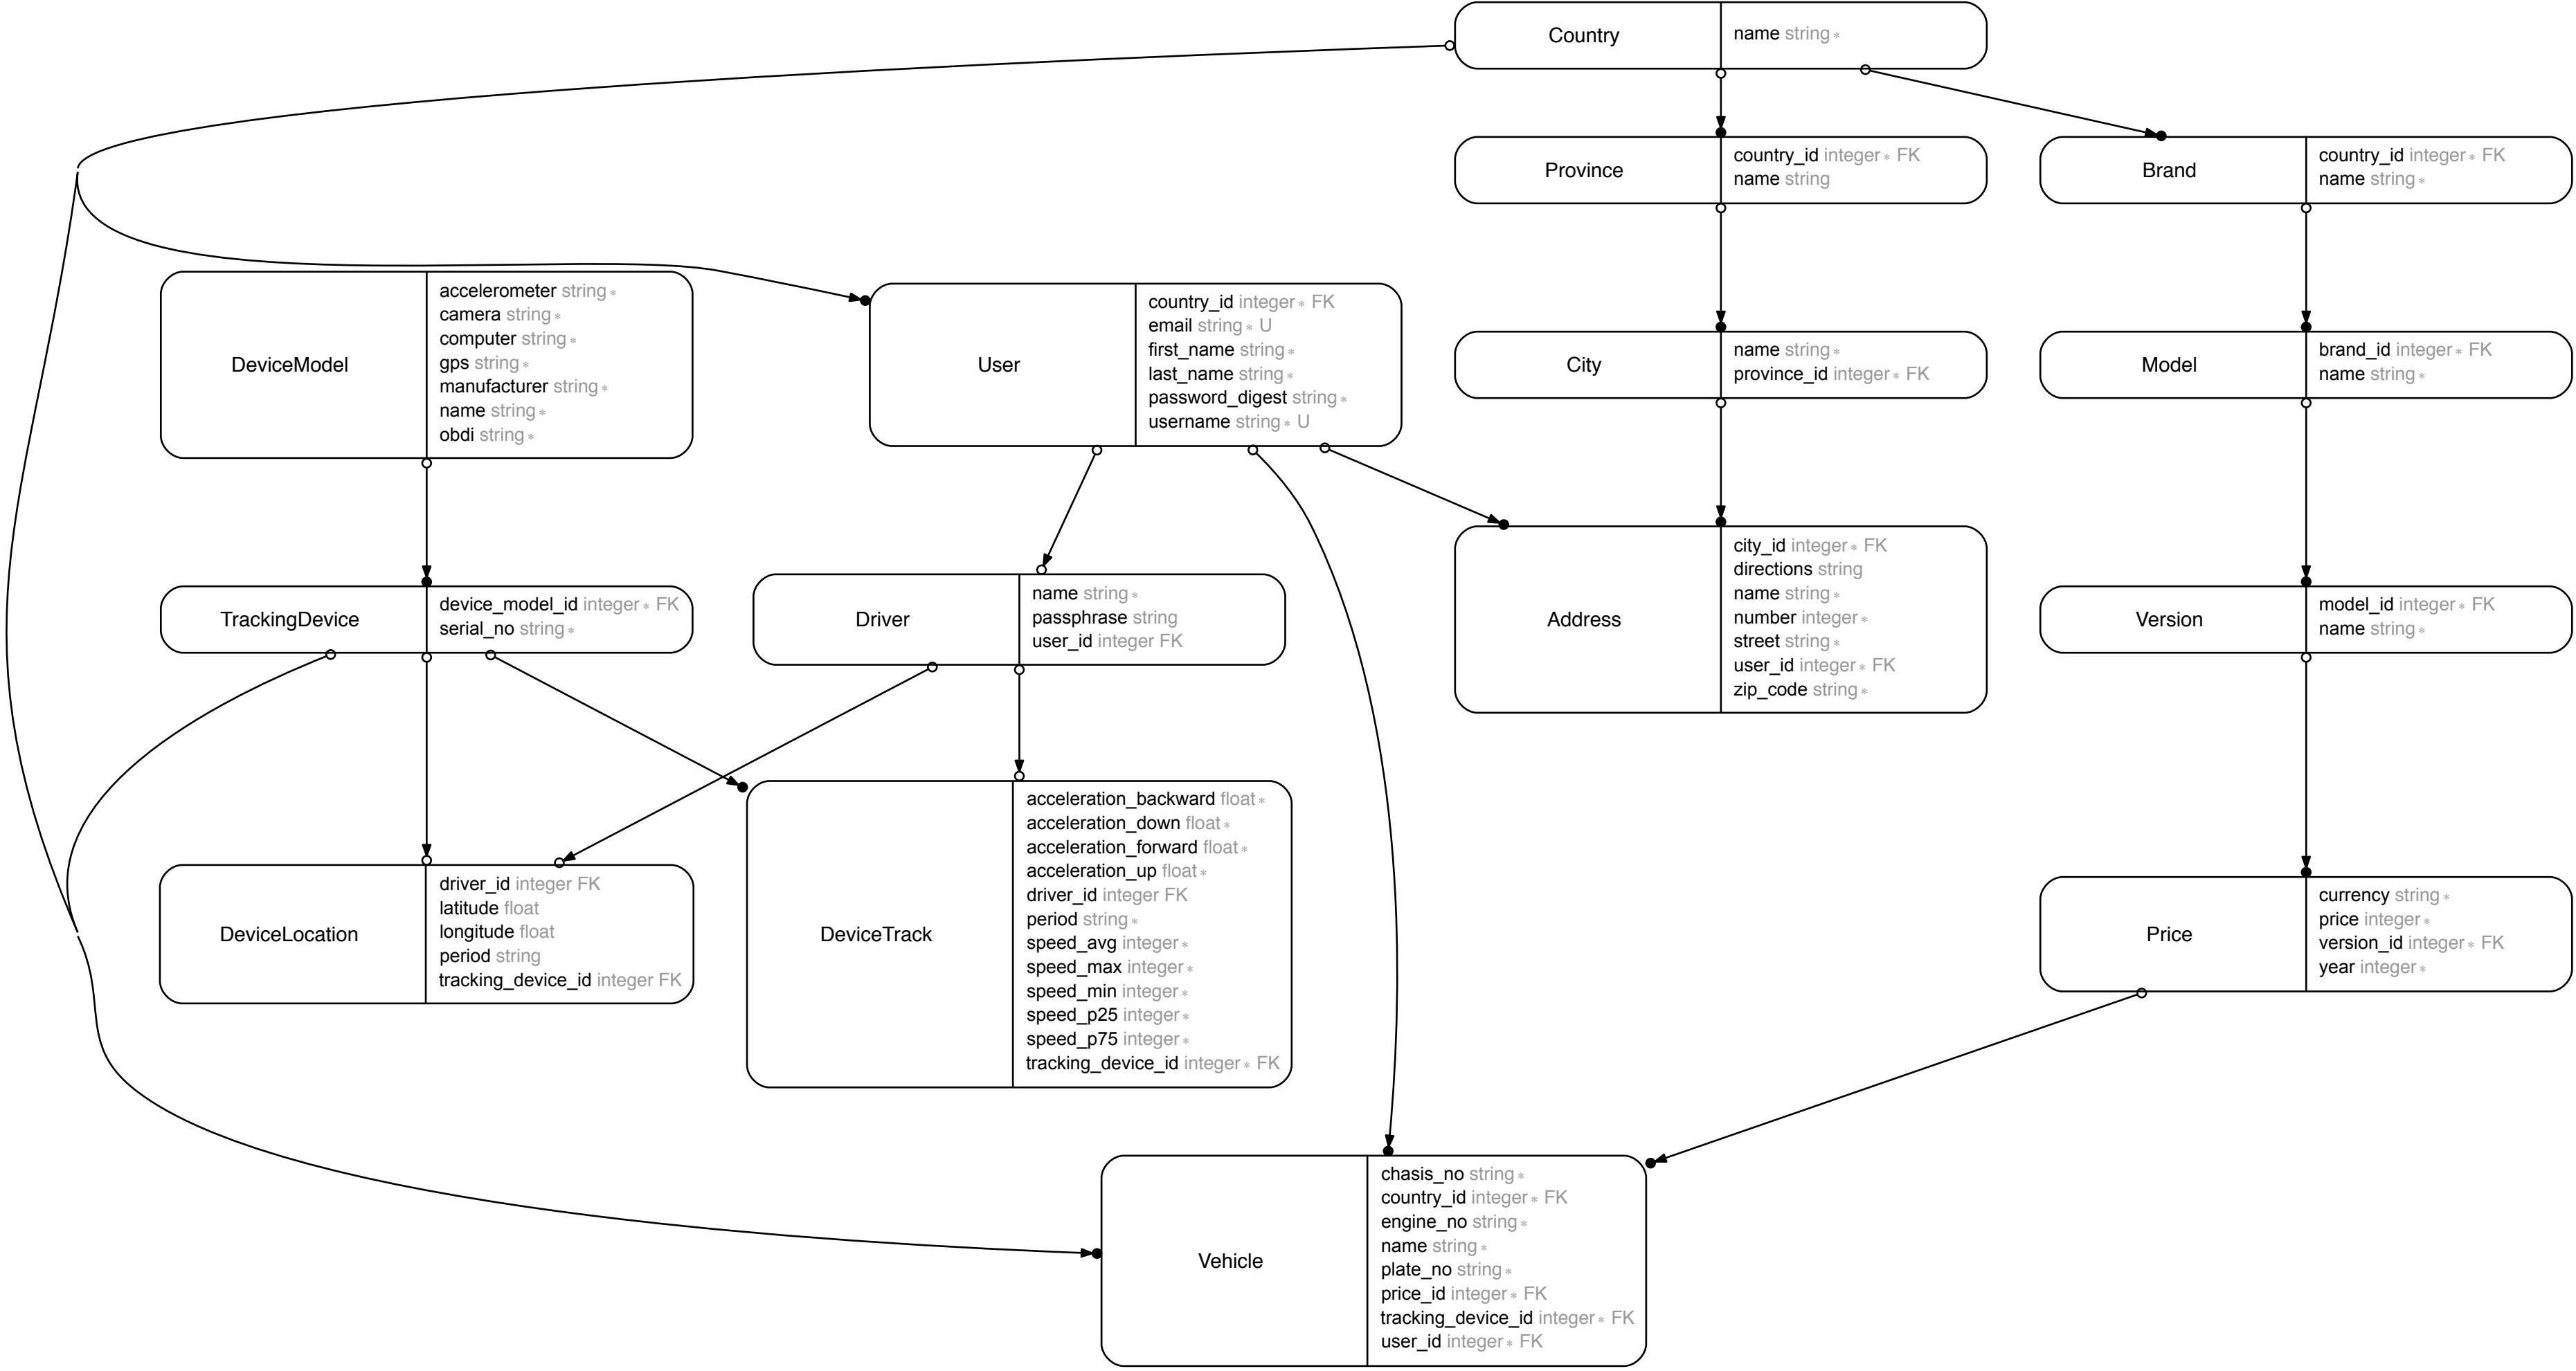 Country
name string*
Province
country_id integer* FK
name string
Brand
country_id integer* FK
name string*
DeviceModel
accelerometer string*
camera string*
computer string*
gps string*
manufacturer string*
name string*
obdi string*
User
country_id integer* FK
email string* U
first_name string*
last_name string*
password_digest string*
username string* U
City
name string*
province_id integer* FK
Model
brand_id integer* FK
name string*
TrackingDevice
device_model_id integer* FK
serial_no string*
Driver
name string*
passphrase string
user_id integer FK
Address
city_id integer* FK
directions string
name string*
number integer*
street string*
user_id integer* FK
zip_code string*
Version
model_id integer* FK
name string*
DeviceLocation
driver_id integer FK
latitude float
longitude float
period string
tracking_device_id integer FK
DeviceTrack
acceleration_backward float*
acceleration_down float*
acceleration_forward float*
acceleration_up float*
driver_id integer FK
period string*
speed_avg integer*
speed_max integer*
speed_min integer*
speed_p25 integer*
speed_p75 integer*
tracking_device_id integer* FK
Price
currency string*
price integer*
version_id integer* FK
year integer*
Vehicle
chasis_no string*
country_id integer* FK
engine_no string*
name string*
plate_no string*
price_id integer* FK
tracking_device_id integer* FK
user_id integer* FK